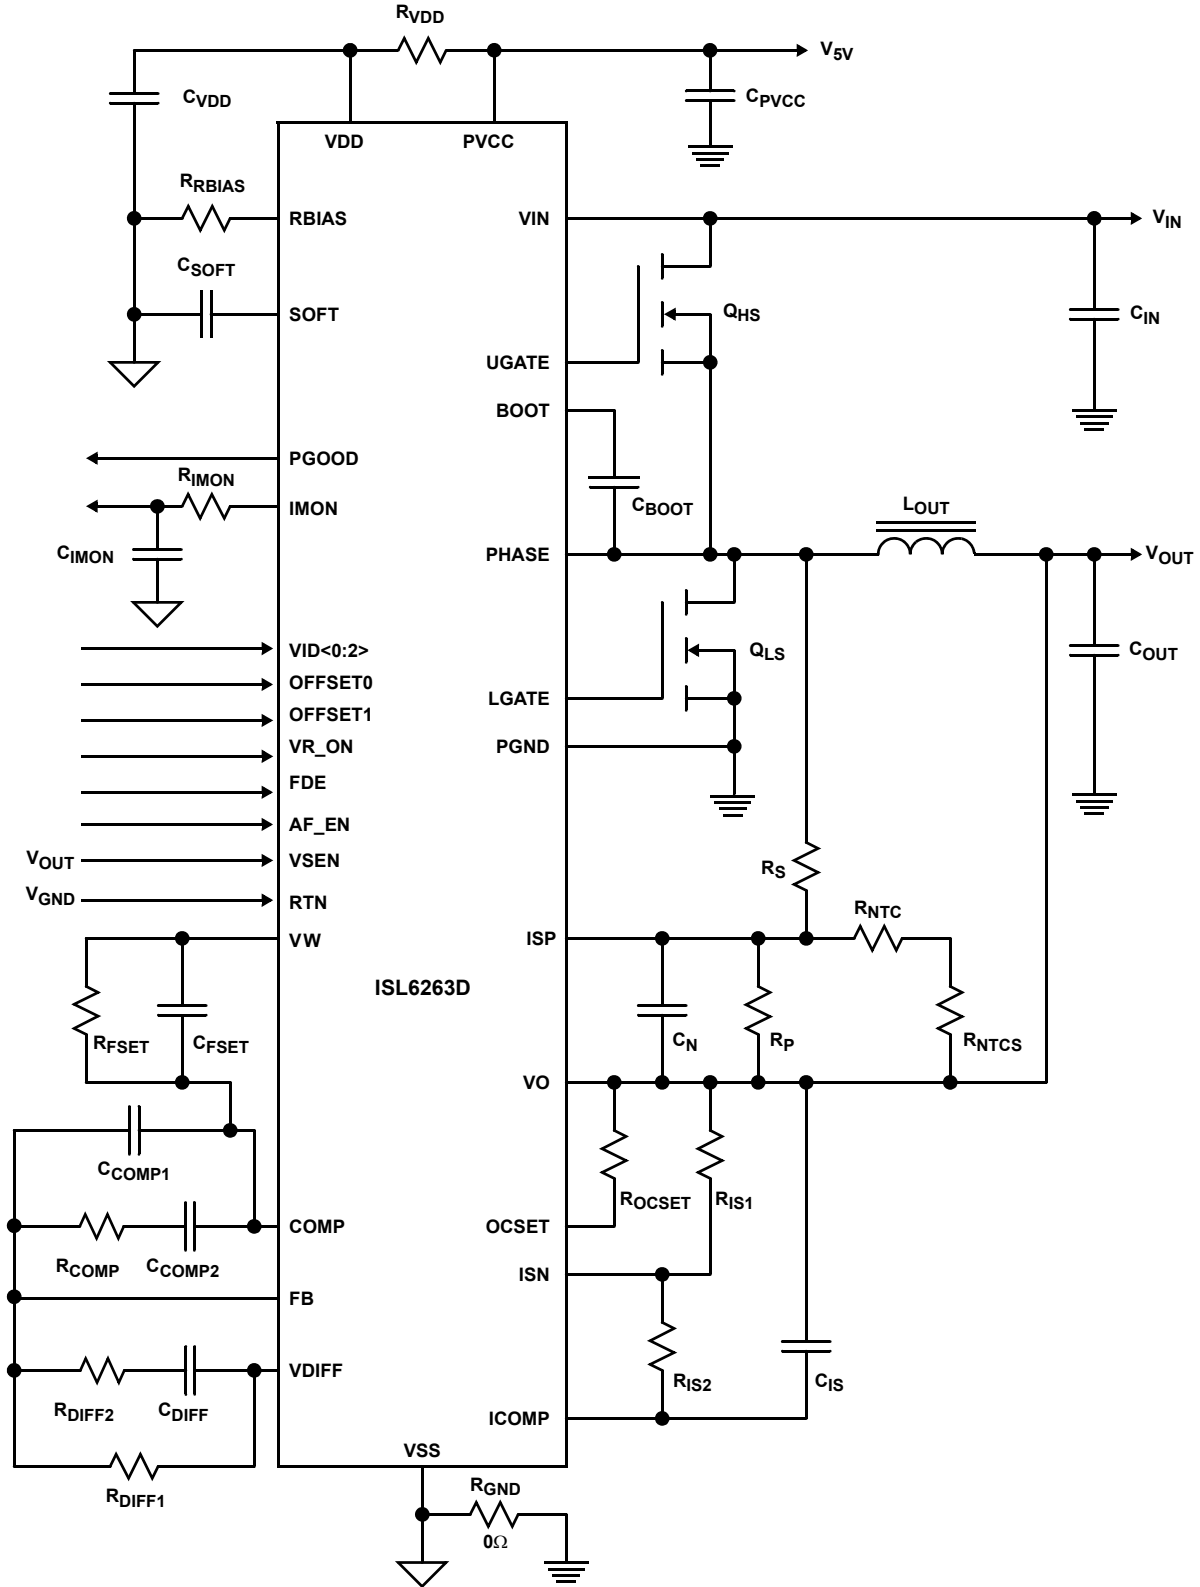 RVDD
V5V
CVDD
CPVCC
VDD
PVCC
RRBIAS
RBIAS
VIN
VIN
CSOFT
SOFT
QHS
CIN
UGATE
BOOT
PGOOD
RIMON
IMON
CBOOT
LOUT
CIMON
PHASE
VOUT
VID<0:2>
QLS
COUT
OFFSET0
LGATE
OFFSET1
VR_ON
PGND
FDE
AF_EN
VOUT
VSEN
RS
VGND
RTN
RNTC
VW
ISP
ISL6263D
RFSET
CFSET
CN
RP
RNTCS
VO
CCOMP1
ROCSET
RIS1
COMP
OCSET
RCOMP
CCOMP2
ISN
FB
VDIFF
RIS2
CIS
RDIFF2
CDIFF
ICOMP
VSS
RDIFF1
RGND
0Ω